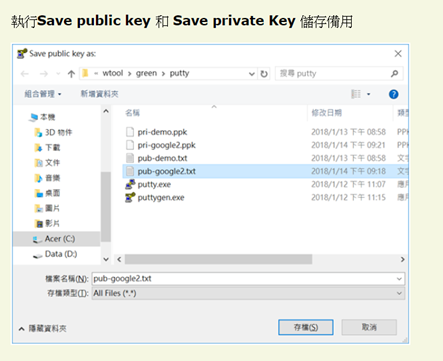 執行Save public key 和 Save private Key 儲存備用
Save public key as:
« wtool › green › putty
搜尋 putty
組合管理 新增資料夾
名稱 修改日期 類型
本機
3D 物件
下載
文件
音樂
桌面
圖片
影片
Acer (C:)
Data (D:)
pri-demo.ppk 2018/1/13 下午 08:58 PPK
pri-google2.ppk 2018/1/14 下午 09:21 PPK
pub-demo.txt 2018/1/13 下午 08:58 文字
pub-google2.txt 2018/1/14 下午 09:18 文字
putty.exe 2018/1/12 下午 11:07 應用
puttygen.exe 2018/1/12 下午 11:15 應用
檔案名稱(N): pub-google2.txt
存檔類型(T): All Files (*.*)
隱藏資料夾 存檔(S) 取消